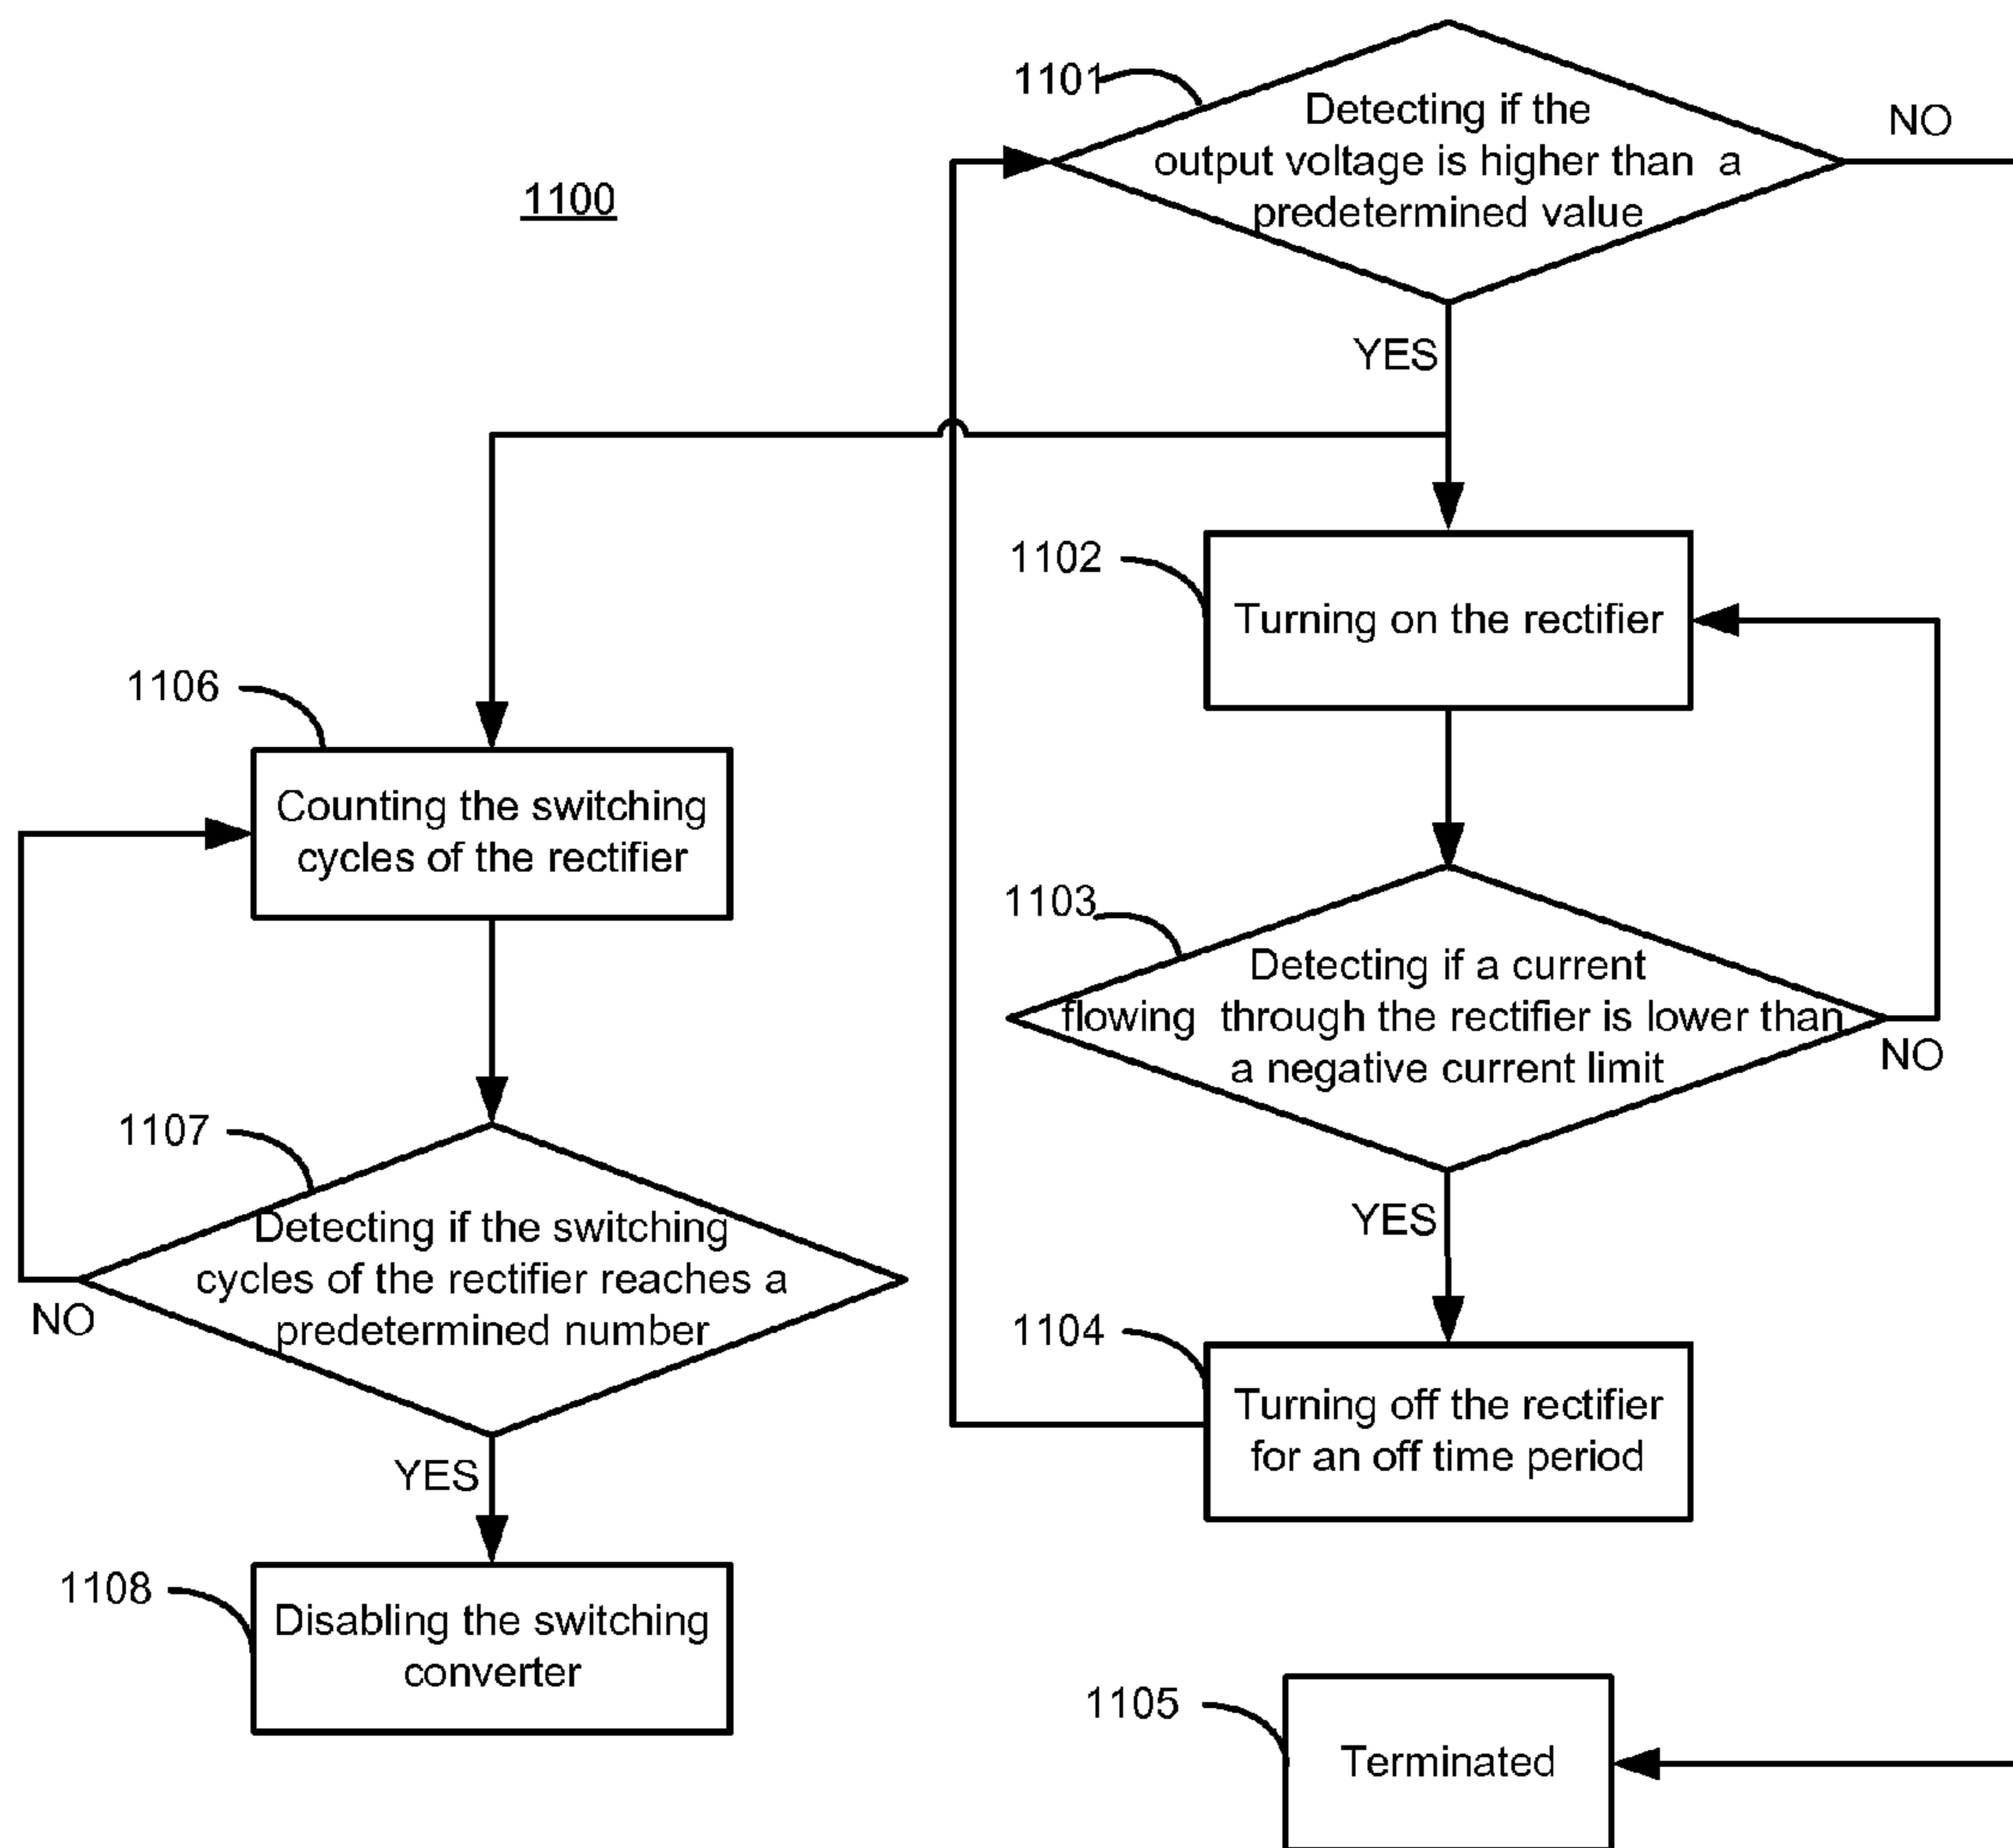 1100
1101
Detecting if the
output voltage is higher than a
predetermined value
NO
YES
1102
Turning on the rectifier
1106
Counting the switching
cycles of the rectifier
1103
Detecting if a current
flowing through the rectifier is lower than
a negative current limit
NO
YES
1107
Detecting if the switching
cycles of the rectifier reaches a
predetermined number
NO
YES
1104
Turning off the rectifier
for an off time period
1108
Disabling the switching
converter
1105
Terminated